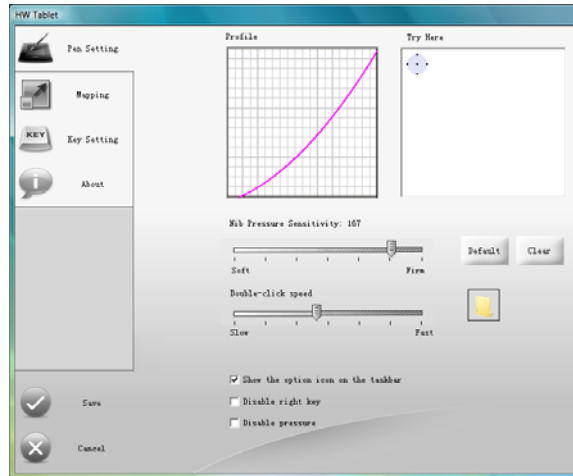 HW Tablet
Pen Setting
Mapping
KEY
Key Setting
About
Save
Cancel
Profile
Try Here
Nib Pressure Sensitivity: 167
Soft
Firm
Default
Clear
Double-click speed
Slow
Fast
Show the option icon on the taskbar
Disable right key
Disable pressure